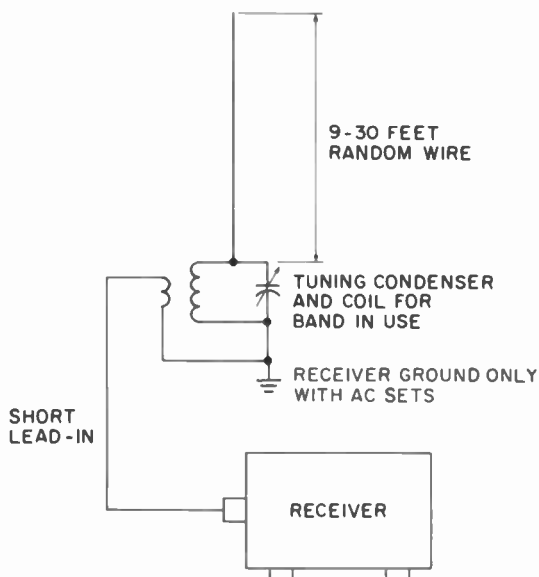 9-30 FEET
RANDOM WIRE
TUNING CONDENSER
AND COIL FOR
BAND IN USE
RECEIVER GROUND ONLY
WITH AC SETS
SHORT
LEAD-IN
RECEIVER